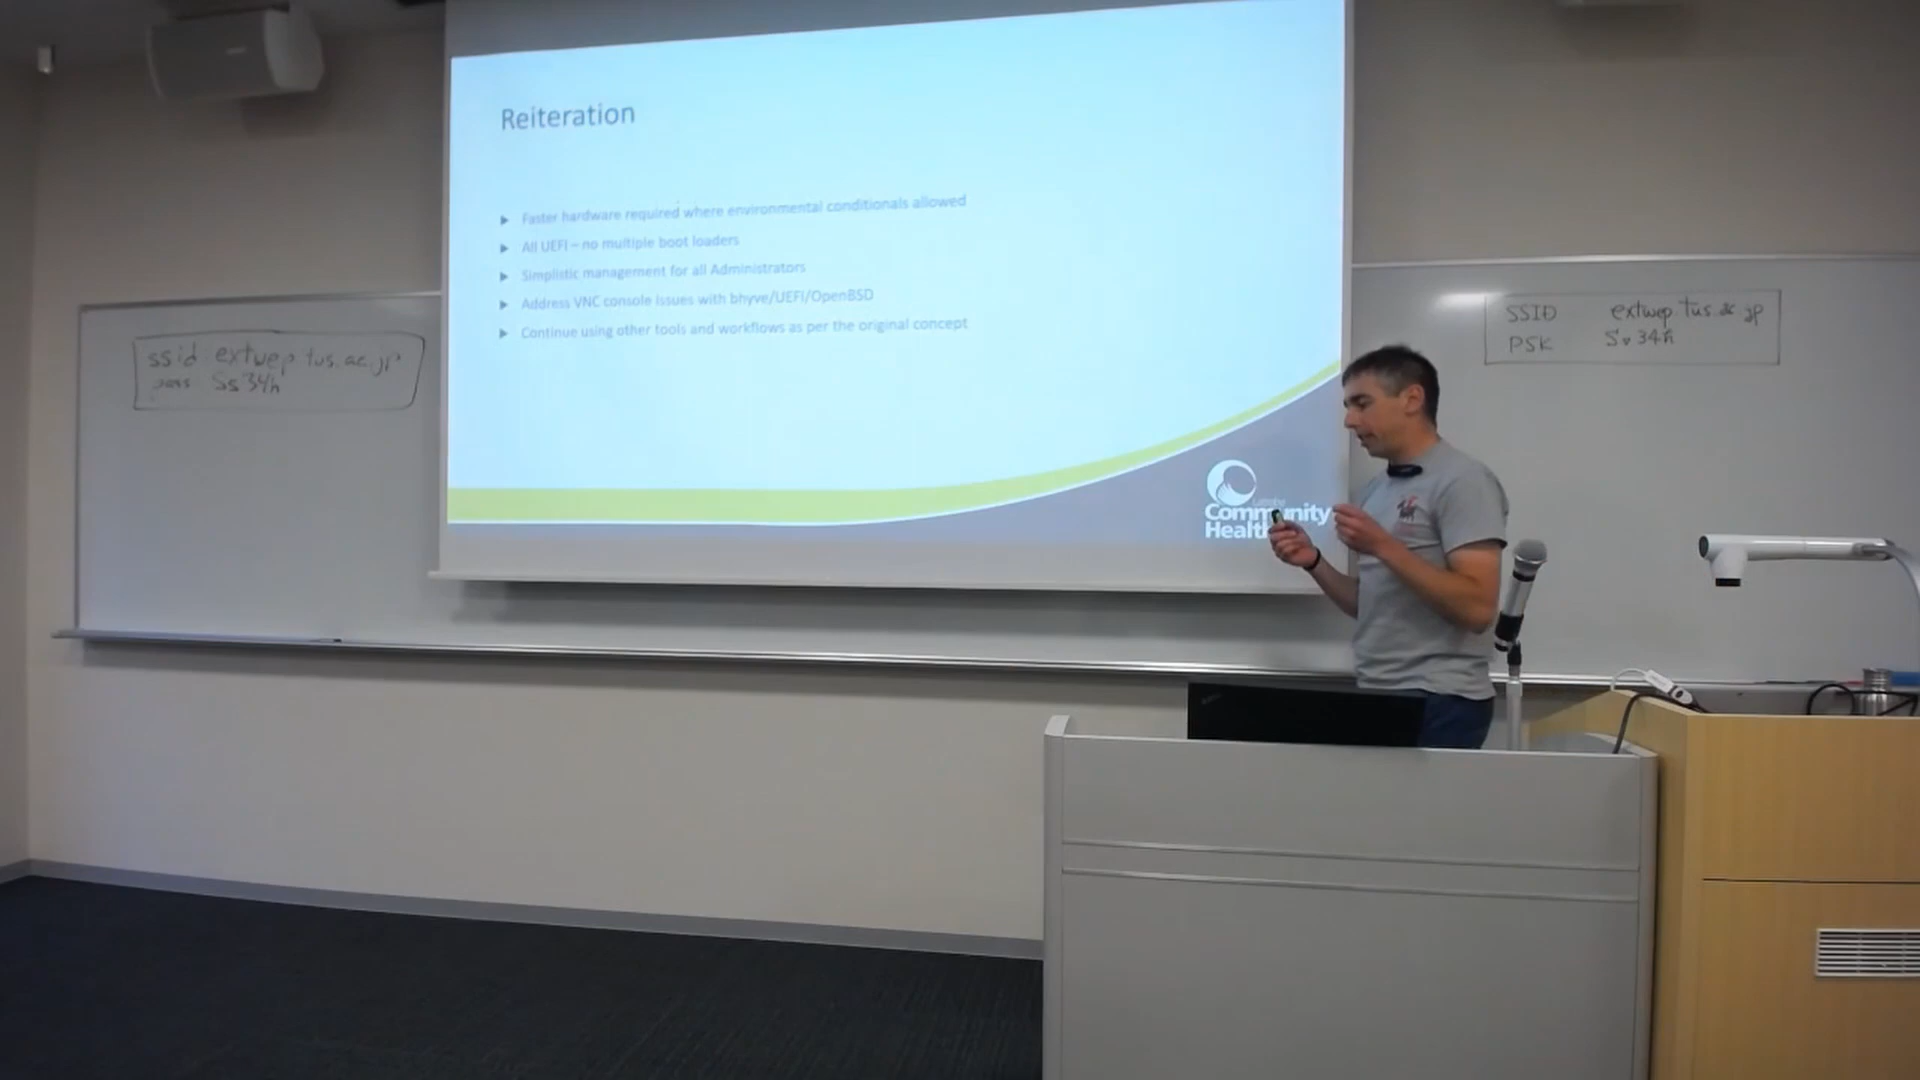 Reiteration
Faster hardware required where environmental conditionals allowed
All UEFI – no multiple boot loaders
Simplistic management for all Administrators
Address VNC console issues with bhyve/UEFI/OpenBSD
Continue using other tools and workflows as per the original concept
Community
Health
ssid extwep.tus.ac.jp
pass Ss34h
SSID extwep.tus.ac.jp
PSK